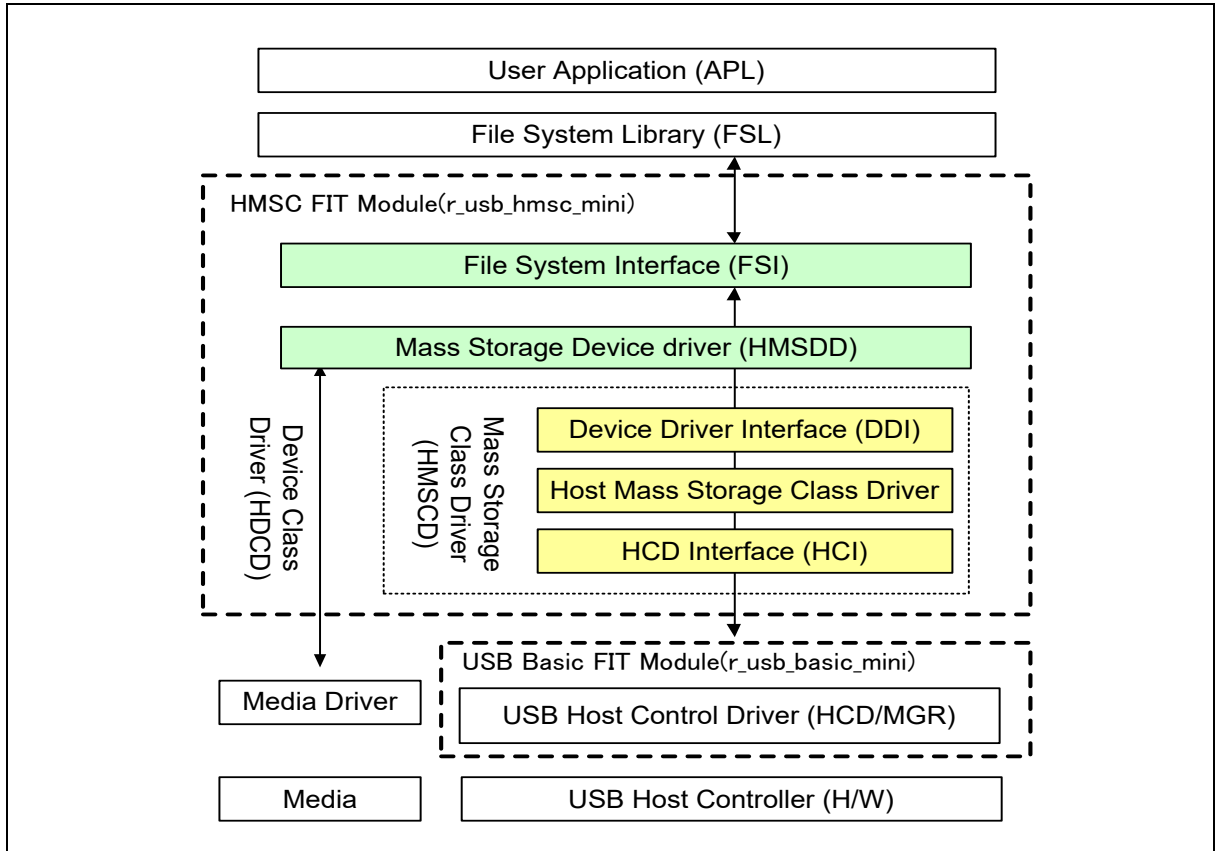 User Application (APL)
File System Library (FSL)
HMSC FIT Module(r_usb_hmsc_mini)
File System Interface (FSI)
Mass Storage Device driver (HMSDD)
Device Class
Driver (HDCD)
Mass Storage
Class Driver
(HMSCD)
Device Driver Interface (DDI)
Host Mass Storage Class Driver
HCD Interface (HCI)
USB Basic FIT Module(r_usb_basic_mini)
Media Driver
USB Host Control Driver (HCD/MGR)
Media
USB Host Controller (H/W)